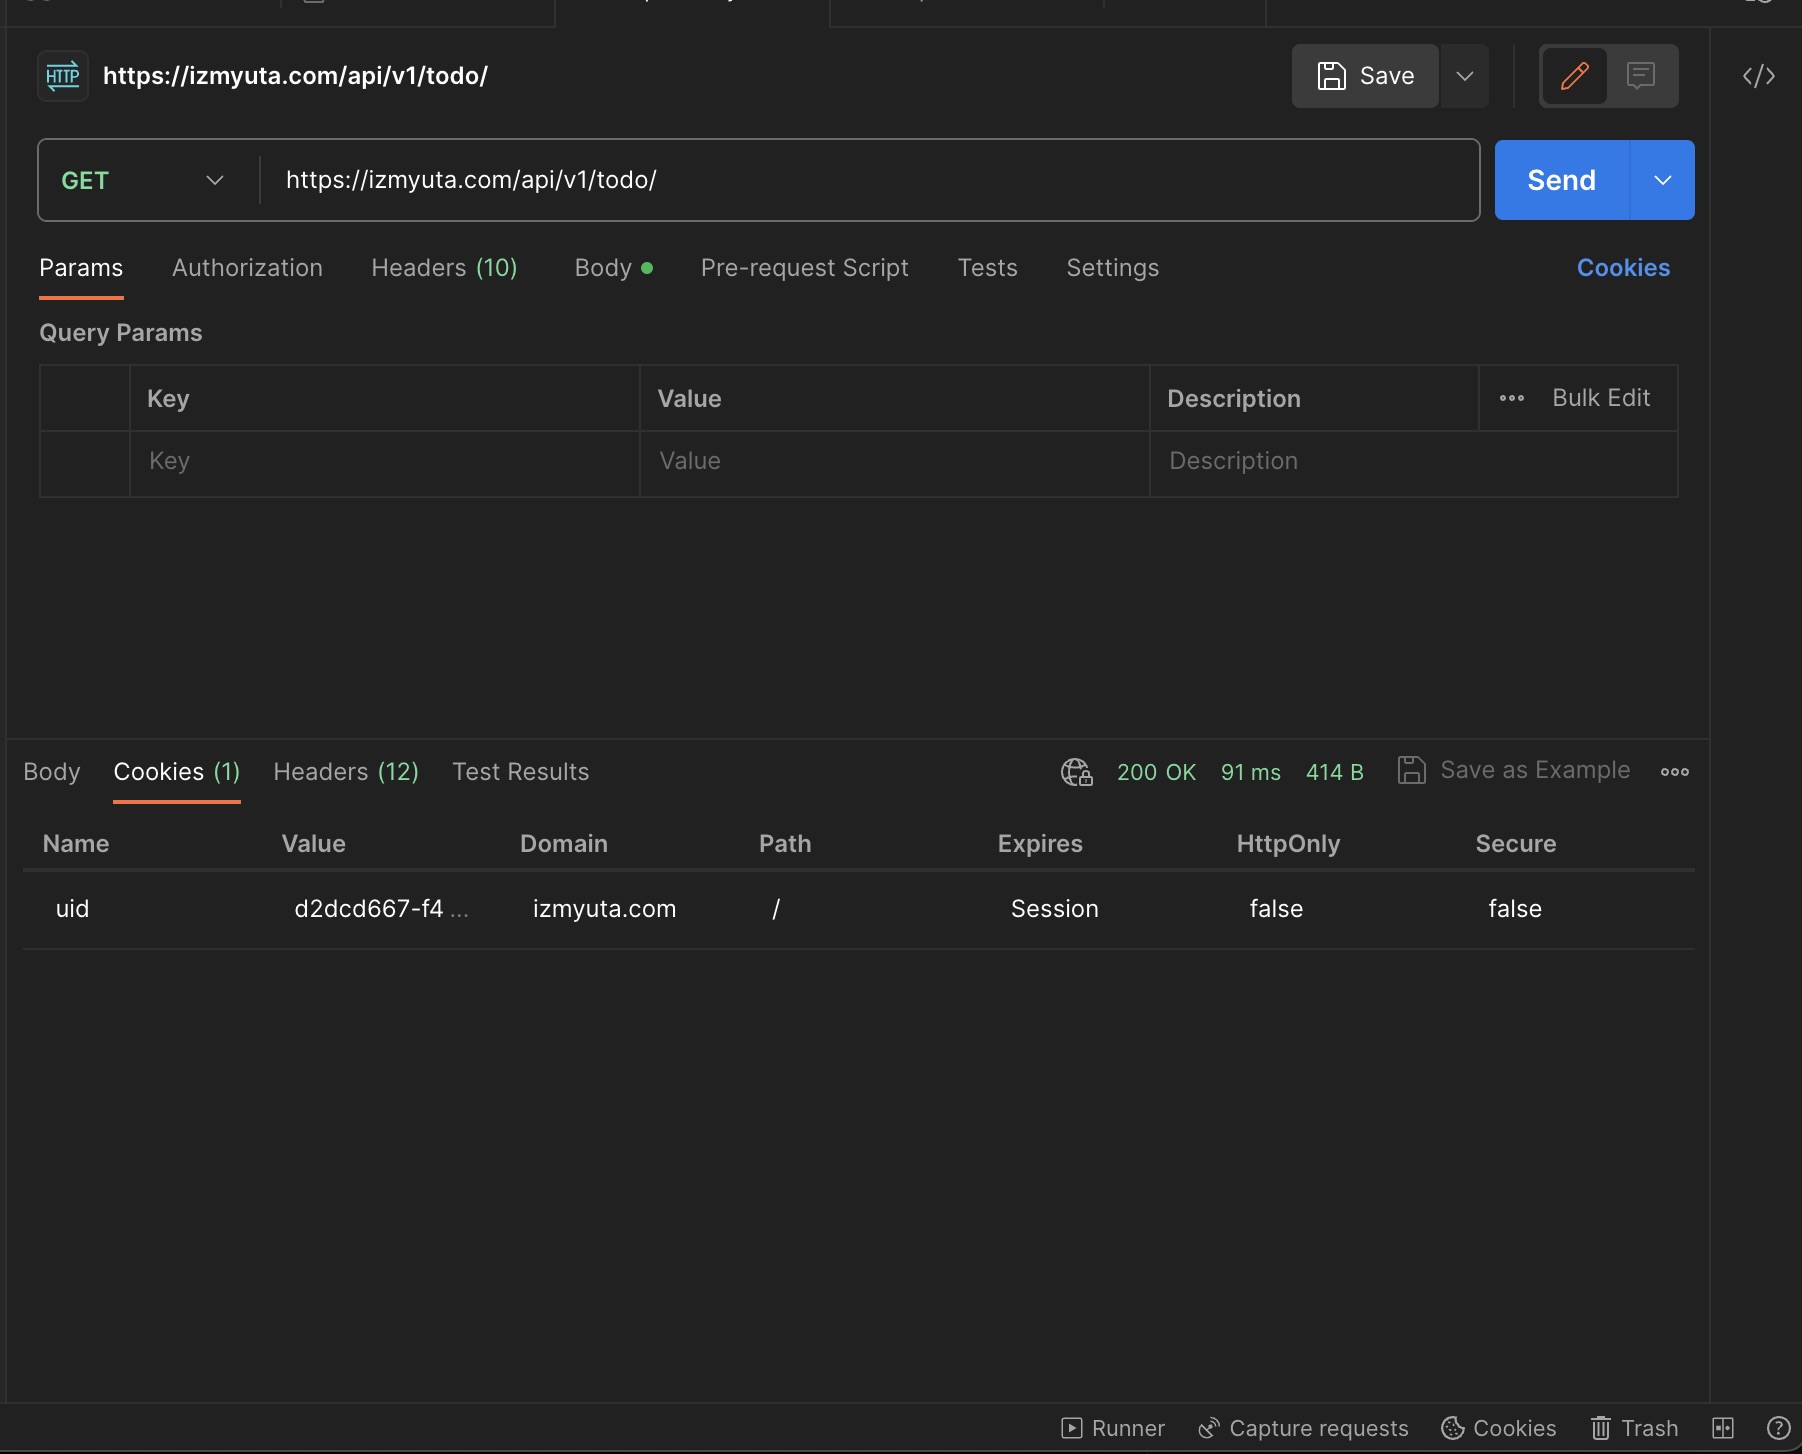 HTTP https://izmyuta.com/api/v1/todo/ Save
GET https://izmyuta.com/api/v1/todo/ Send
Params Authorization Headers (10) Body Pre-request Script Tests Settings Cookies
Query Params
Key Value Description Bulk Edit
Key Value Description
Body Cookies (1) Headers (12) Test Results 200 OK 91 ms 414 B Save as Example
Name Value Domain Path Expires HttpOnly Secure
uid d2dcd667-f4 ... izmyuta.com / Session false false
Runner Capture requests Cookies Trash